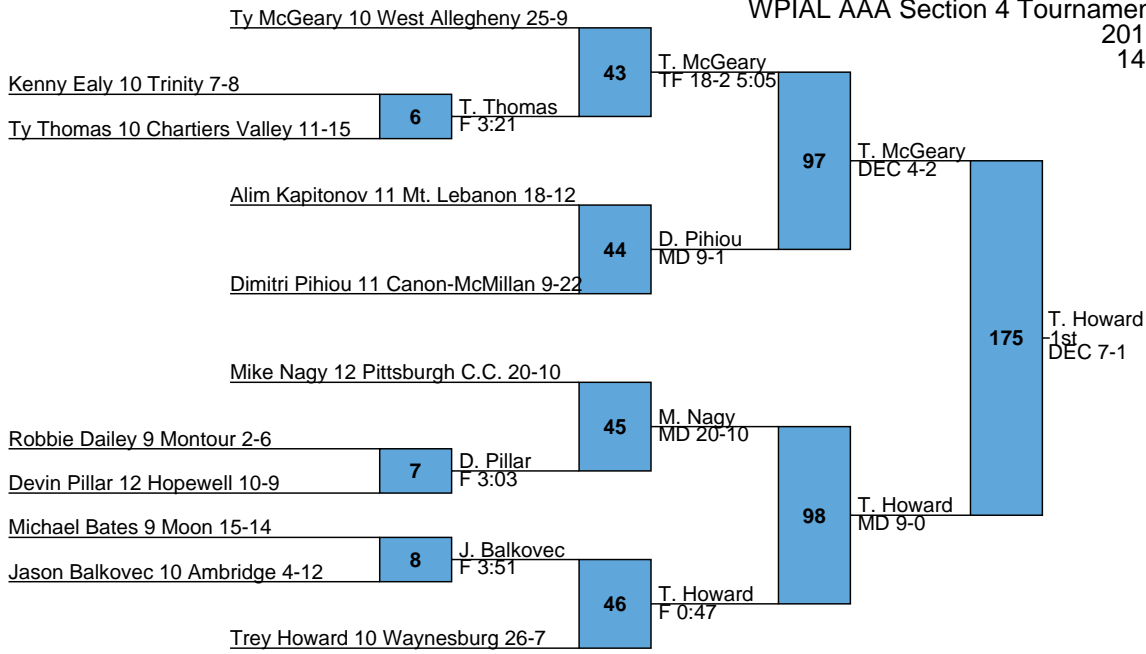 WPIAL AAA Section 4 Tournamen
201
14
Ty McGeary 10 West Allegheny 25-9
43
T. McGeary
TF 18-2 5:05
Kenny Ealy 10 Trinity 7-8
6
T. Thomas
F 3:21
Ty Thomas 10 Chartiers Valley 11-15
97
T. McGeary
DEC 4-2
Alim Kapitonov 11 Mt. Lebanon 18-12
44
D. Pihiou
MD 9-1
Dimitri Pihiou 11 Canon-McMillan 9-22
175
T. Howard
1st
DEC 7-1
Mike Nagy 12 Pittsburgh C.C. 20-10
45
M. Nagy
MD 20-10
Robbie Dailey 9 Montour 2-6
7
D. Pillar
F 3:03
Devin Pillar 12 Hopewell 10-9
98
T. Howard
MD 9-0
Michael Bates 9 Moon 15-14
8
J. Balkovec
F 3:51
Jason Balkovec 10 Ambridge 4-12
46
T. Howard
F 0:47
Trey Howard 10 Waynesburg 26-7